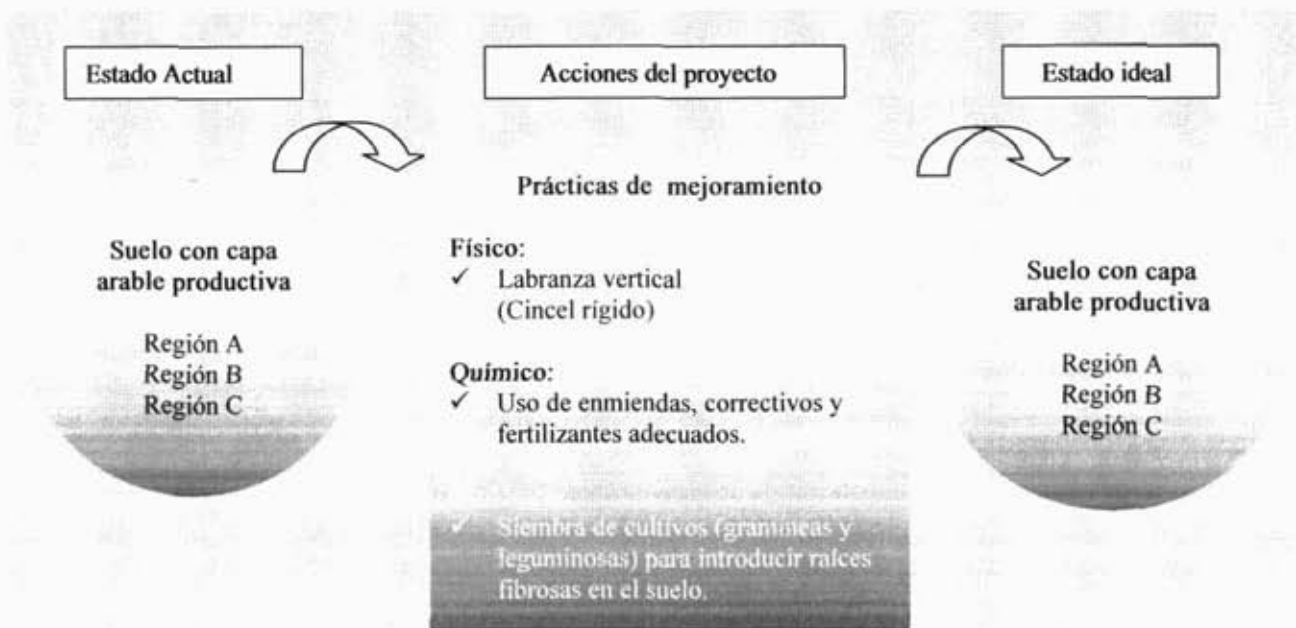 Estado Actual
Acciones del proyecto
Estado ideal
Suelo con capa
arable productiva
Región A
Región B
Región C
Prácticas de mejoramiento
Físico:
✓ Labranza vertical
(Cincel rígido)
Químico:
✓ Uso de enmiendas, correctivos y
fertilizantes adecuados.
✓ Siembra de cultivos (gramíneas y
leguminosas) para introducir raíces
fibrosas en el suelo.
Suelo con capa
arable productiva
Región A
Región B
Región C